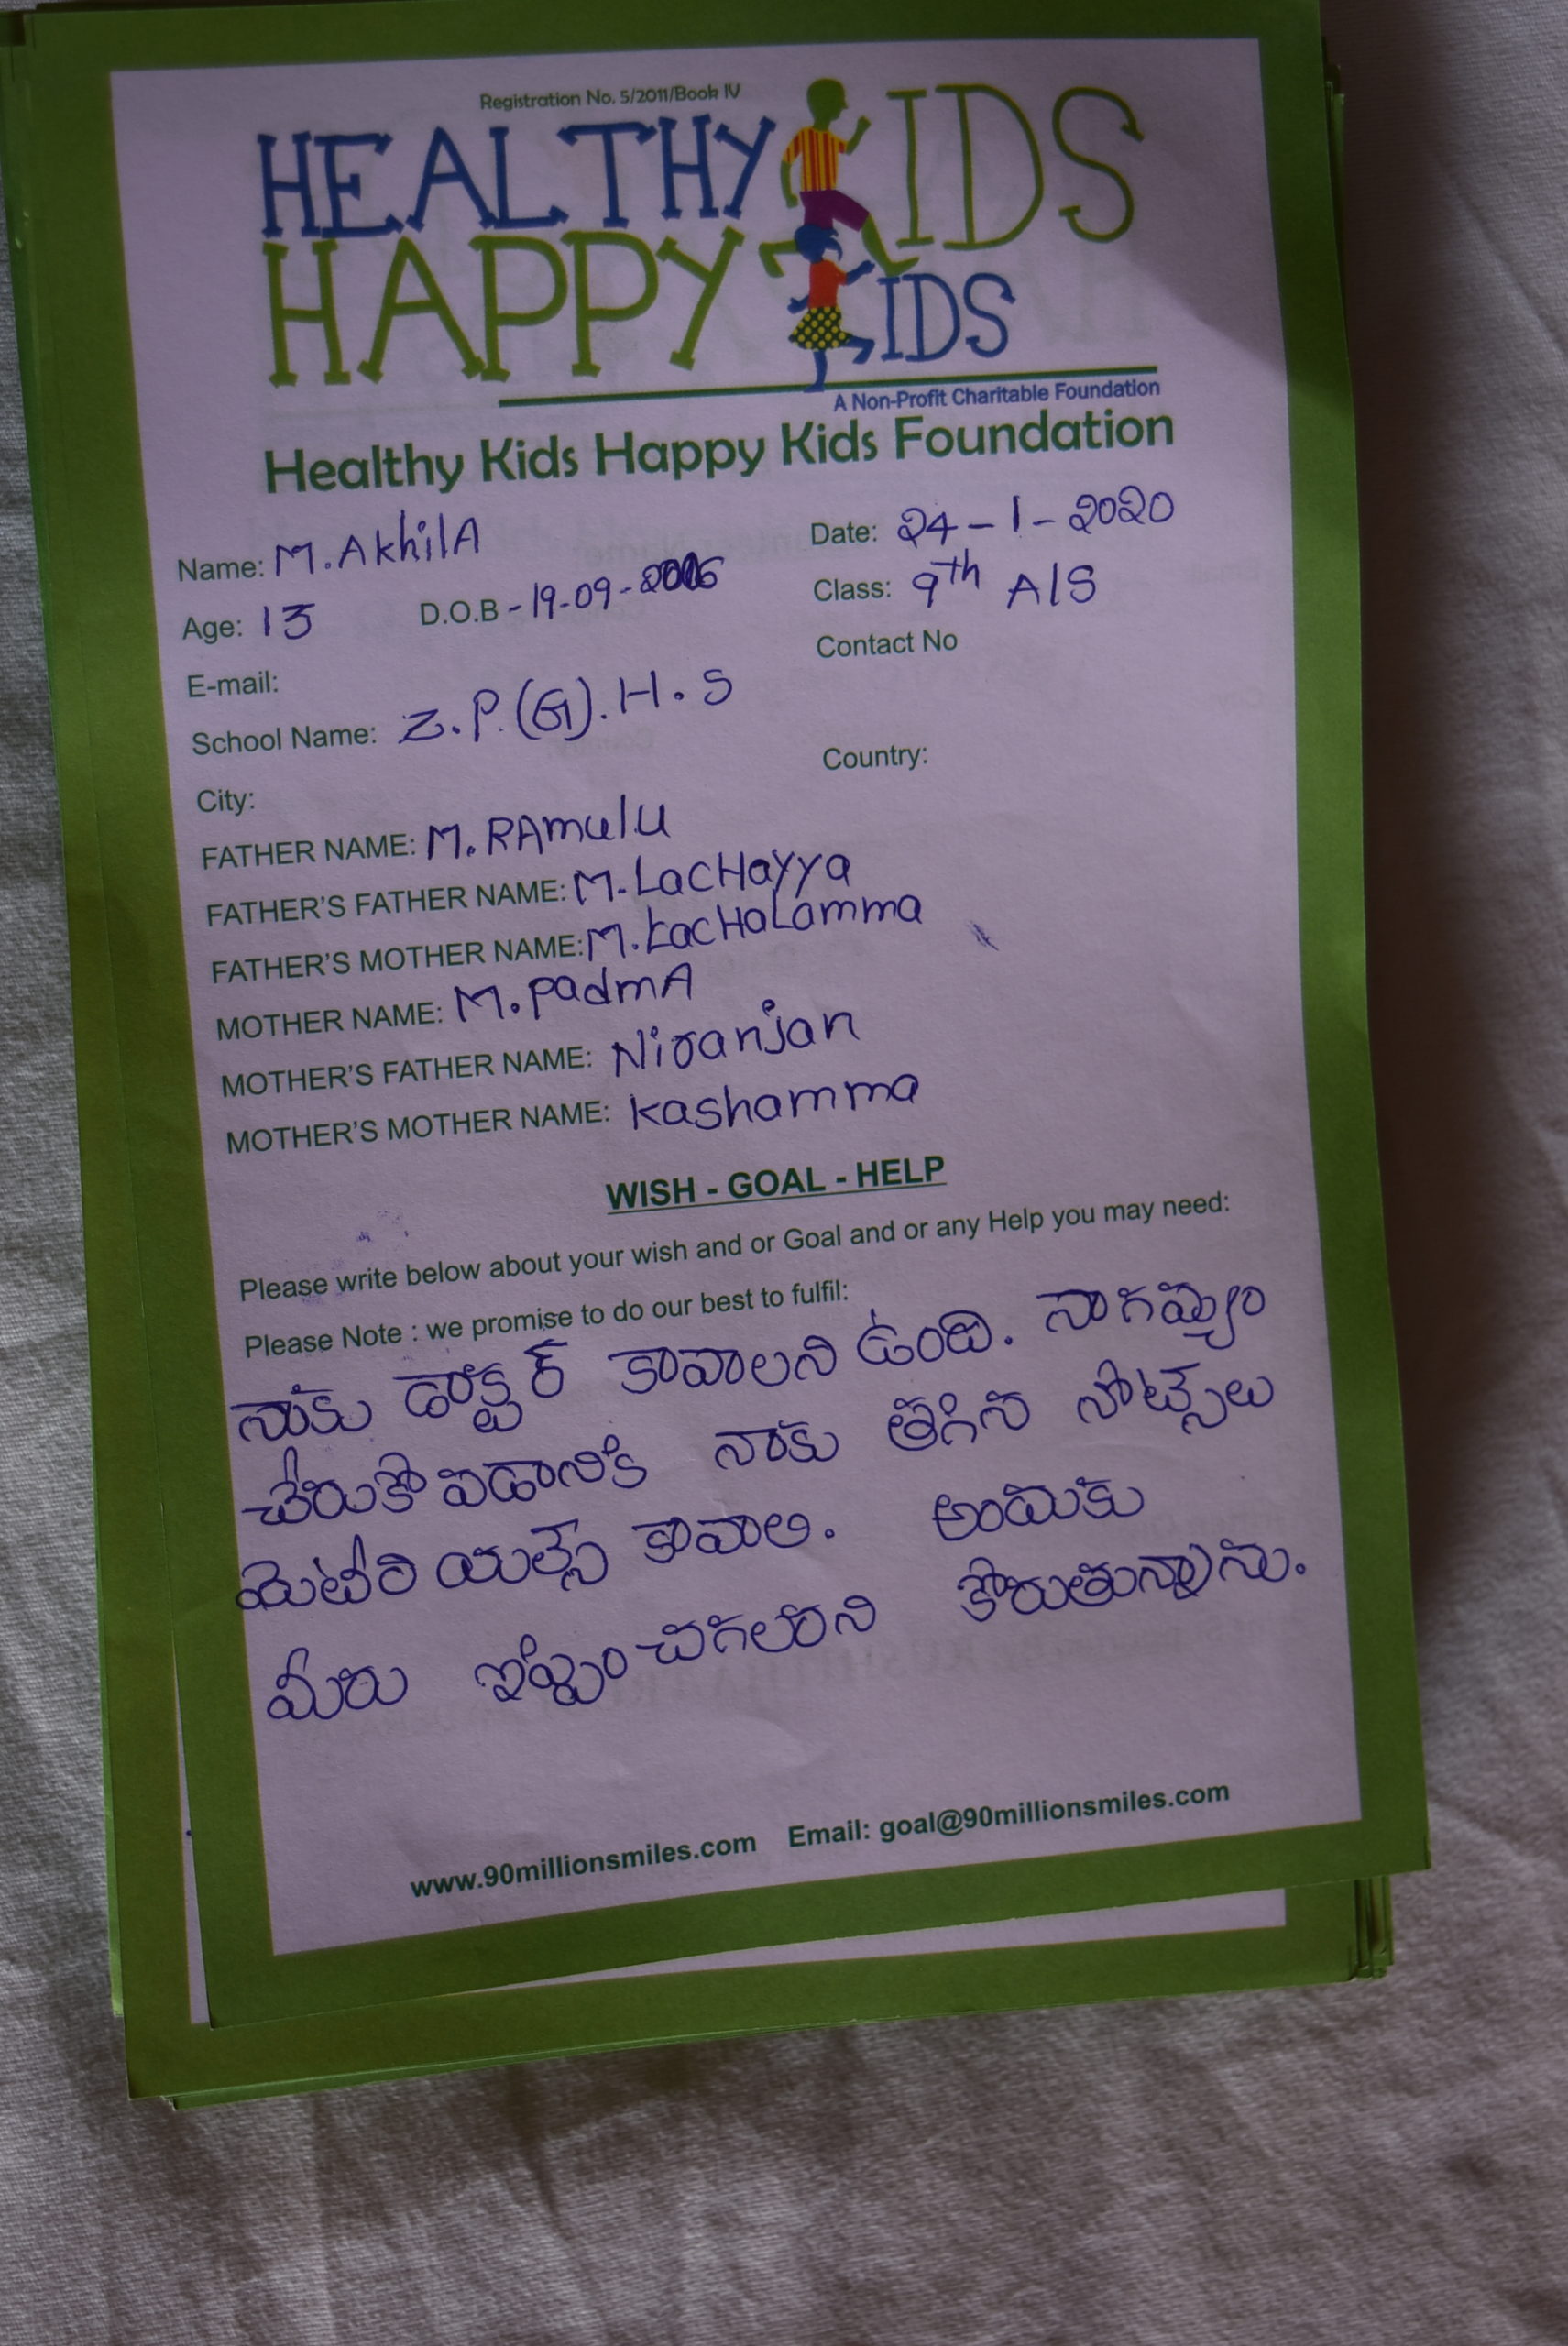 Registration No. 5/2011/Book IV
HEALTHY KIDS
HAPPY KIDS
A Non-Profit Charitable Foundation
Healthy Kids Happy Kids Foundation
Name: M. AkhilA Date: 24-1-2020
Age: 13 D.O.B - 19-09-2006 Class: 9th A/S
E-mail: Contact No
School Name: Z.P.(G).H.S
City: Country:
FATHER NAME: M. RAmulu
FATHER'S FATHER NAME: M. LacHayya
FATHER'S MOTHER NAME: M. LacHaLamma
MOTHER NAME: M. PadmA
MOTHER'S FATHER NAME: Niranjan
MOTHER'S MOTHER NAME: kashamma
WISH - GOAL - HELP
Please write below about your wish and or Goal and or any Help you may need:
Please Note : we promise to do our best to fulfil:
నాకు డాక్టర్ కావాలని ఉంది. నాగమ్యం
చేరుకోవడానికి నాకు తగిన నోట్సులు
మెటీరియల్స్ కావాలి. అందుకు
మీరు ఇవ్వం చగలరని కోరుతున్నాను.
www.90millionsmiles.com Email: goal@90millionsmiles.com